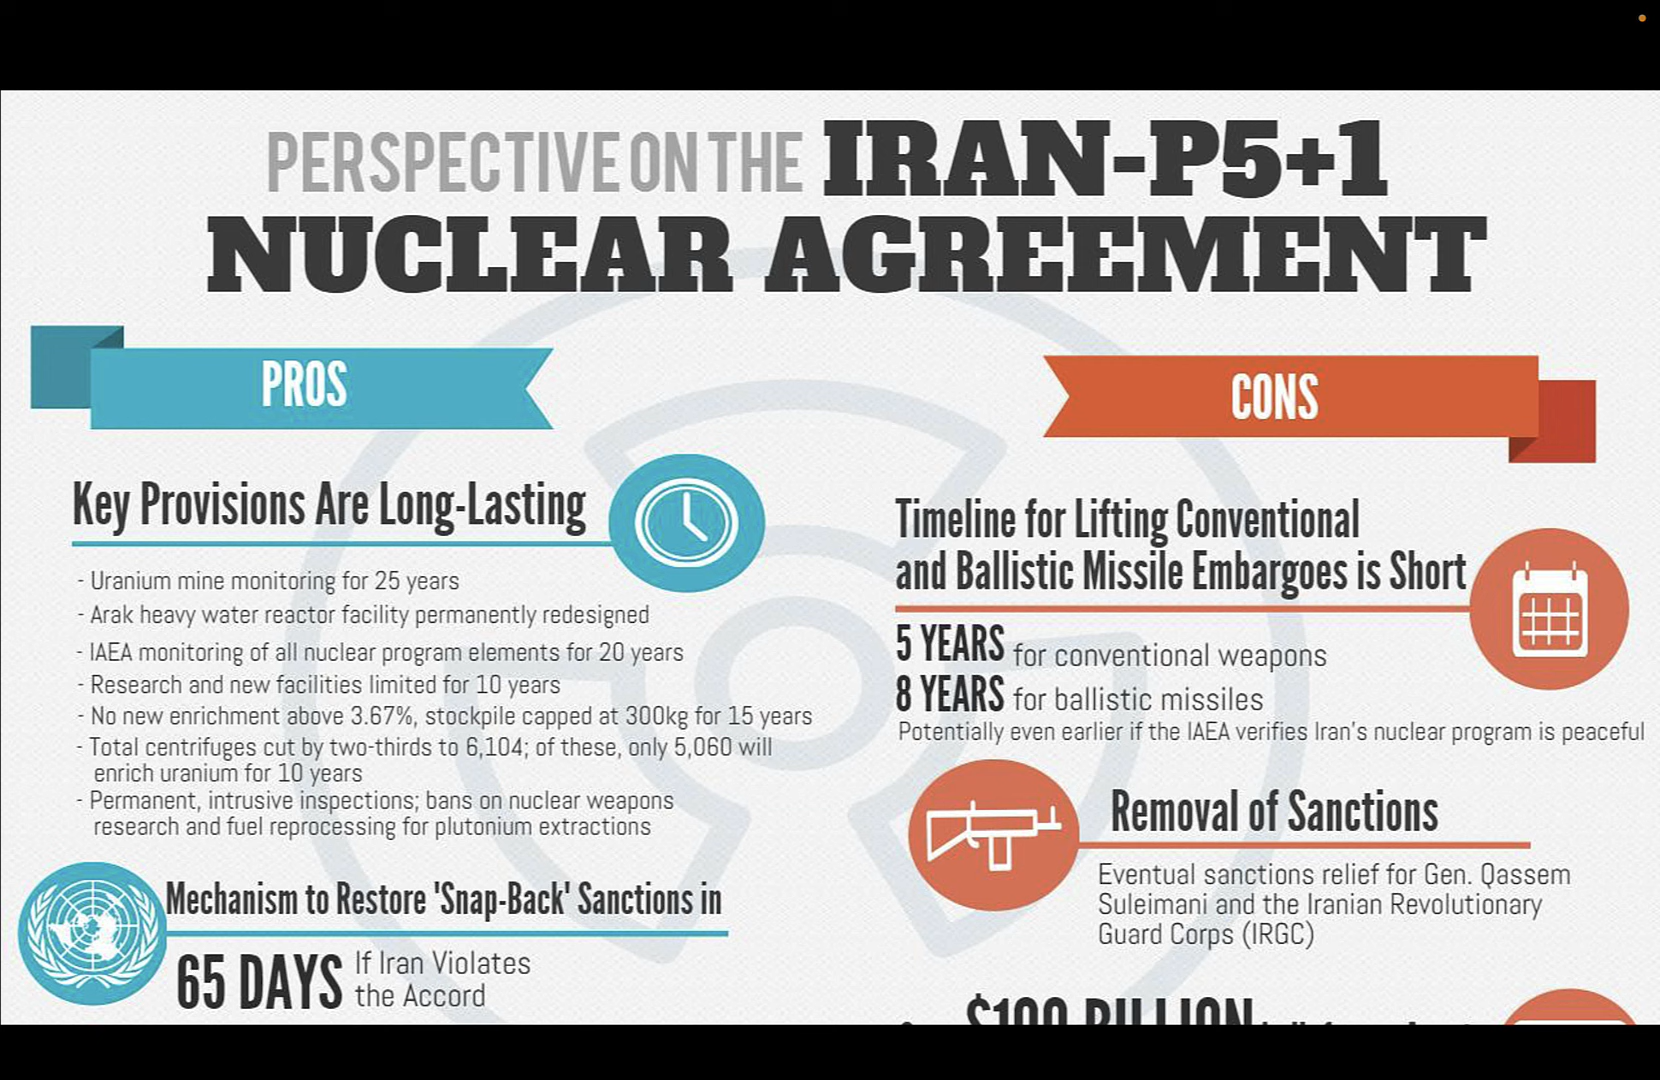 PERSPECTIVE ON THE IRAN-P5+1
NUCLEAR AGREEMENT
PROS
Key Provisions Are Long-Lasting
- Uranium mine monitoring for 25 years
- Arak heavy water reactor facility permanently redesigned
- IAEA monitoring of all nuclear program elements for 20 years
- Research and new facilities limited for 10 years
- No new enrichment above 3.67%, stockpile capped at 300kg for 15 years
- Total centrifuges cut by two-thirds to 6,104; of these, only 5,060 will
enrich uranium for 10 years
- Permanent, intrusive inspections; bans on nuclear weapons
research and fuel reprocessing for plutonium extractions
Mechanism to Restore 'Snap-Back' Sanctions in
65 DAYS If Iran Violates
the Accord
CONS
Timeline for Lifting Conventional
and Ballistic Missile Embargoes is Short
5 YEARS for conventional weapons
8 YEARS for ballistic missiles
Potentially even earlier if the IAEA verifies Iran's nuclear program is peaceful
Removal of Sanctions
Eventual sanctions relief for Gen. Qassem
Suleimani and the Iranian Revolutionary
Guard Corps (IRGC)
BILLION